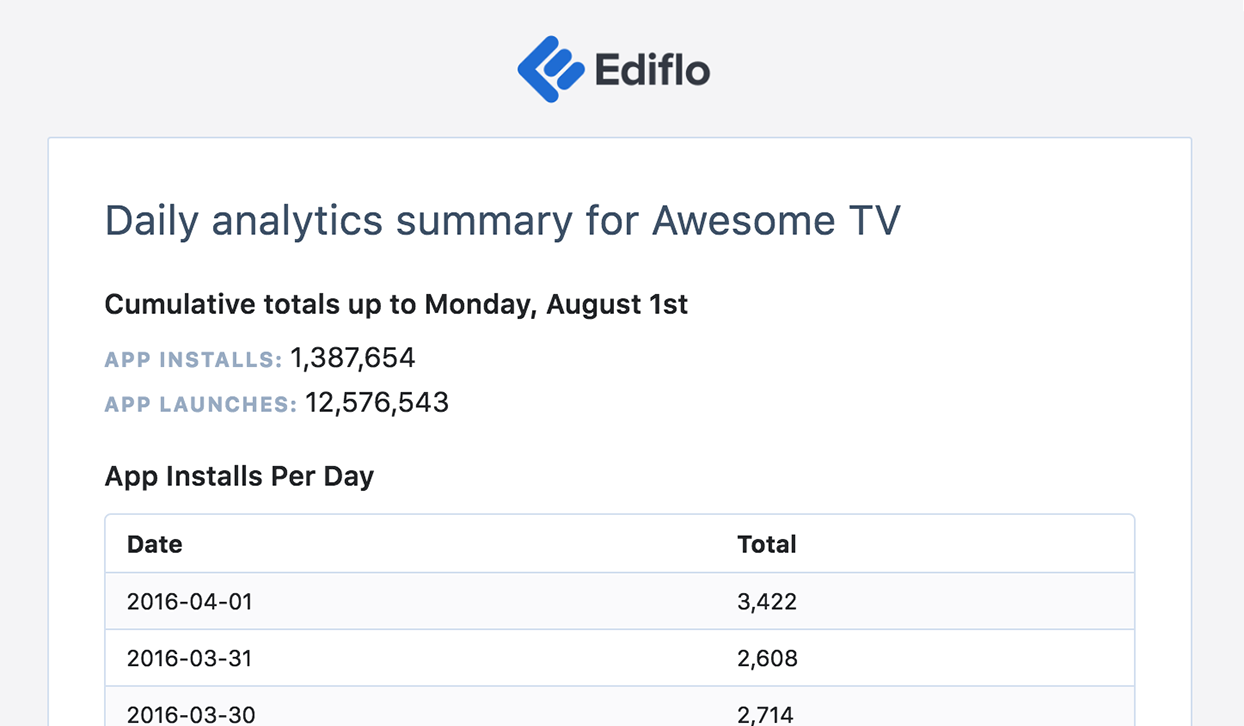 Ediflo
Daily analytics summary for Awesome TV
Cumulative totals up to Monday, August 1st
APP INSTALLS: 1,387,654
APP LAUNCHES: 12,576,543
App Installs Per Day
Date Total
2016-04-01 3,422
2016-03-31 2,608
2016-03-30 2,714